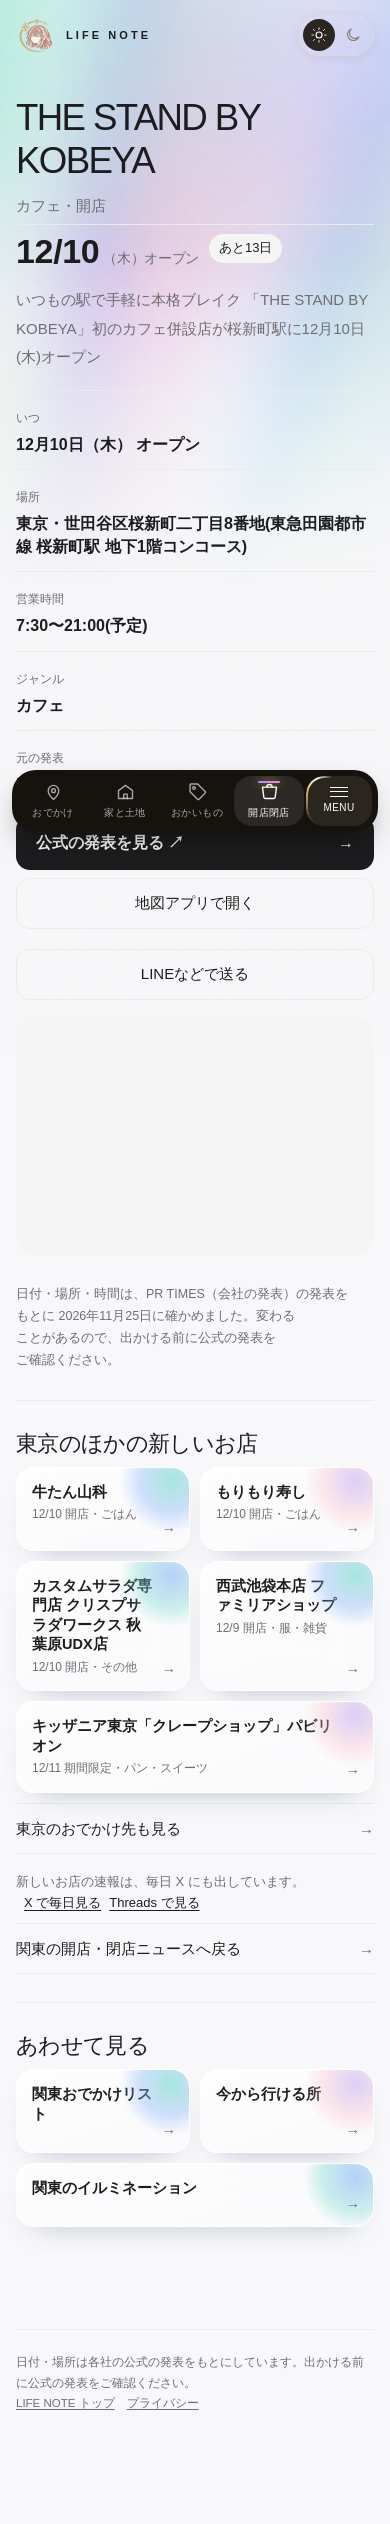 LIFE NOTE
THE STAND BY
KOBEYA
カフェ・開店
12/10 （木）オープン あと13日
いつもの駅で手軽に本格ブレイク 「THE STAND BY
KOBEYA」初のカフェ併設店が桜新町駅に12月10日
(木)オープン
いつ
12月10日（木） オープン
場所
東京・世田谷区桜新町二丁目8番地(東急田園都市
線 桜新町駅 地下1階コンコース)
営業時間
7:30〜21:00(予定)
ジャンル
カフェ
元の発表
おでかけ 家と土地 おかいもの 開店閉店 MENU
公式の発表を見る ↗ →
地図アプリで開く
LINEなどで送る
日付・場所・時間は、PR TIMES（会社の発表）の発表を
もとに 2026年11月25日に確かめました。変わる
ことがあるので、出かける前に公式の発表を
ご確認ください。
東京のほかの新しいお店
牛たん山科
12/10 開店・ごはん
→
もりもり寿し
12/10 開店・ごはん
→
カスタムサラダ専
門店 クリスプサ
ラダワークス 秋
葉原UDX店
12/10 開店・その他
→
西武池袋本店 フ
ァミリアショップ
12/9 開店・服・雑貨
→
キッザニア東京「クレープショップ」パビリ
オン
12/11 期間限定・パン・スイーツ
→
東京のおでかけ先も見る →
新しいお店の速報は、毎日 X にも出しています。
X で毎日見る Threads で見る
関東の開店・閉店ニュースへ戻る →
あわせて見る
関東おでかけリス
ト
→
今から行ける所
→
関東のイルミネーション
→
日付・場所は各社の公式の発表をもとにしています。出かける前
に公式の発表をご確認ください。
LIFE NOTE トップ プライバシー